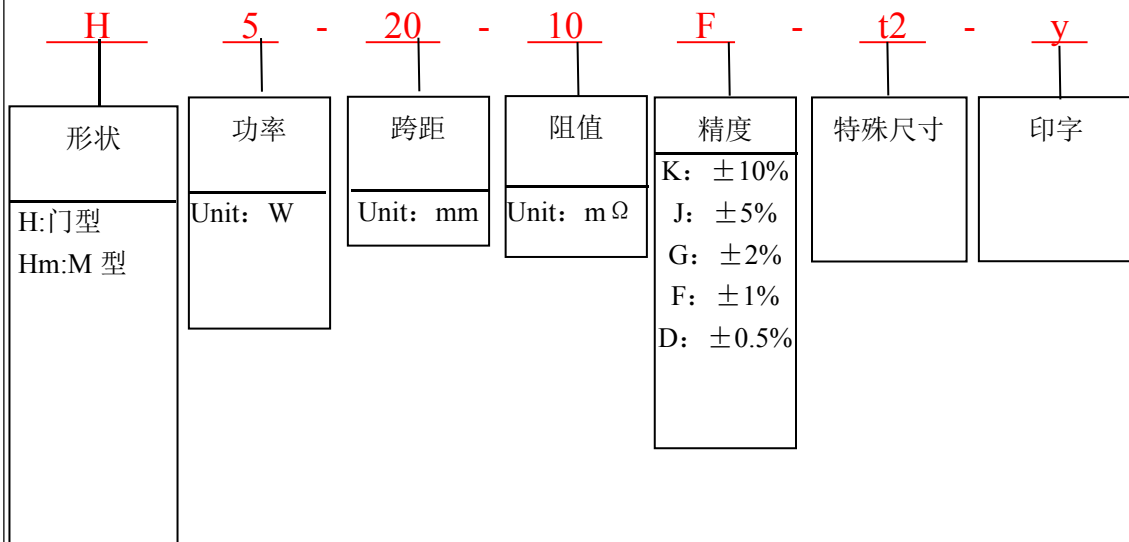 H 5 - 20 - 10 F - t2 - y
形状
功率
跨距
阻值
精度
特殊尺寸
印字
H:门型
Hm:M 型
Unit：W
Unit：mm
Unit：mΩ
K：±10%
J：±5%
G：±2%
F：±1%
D：±0.5%